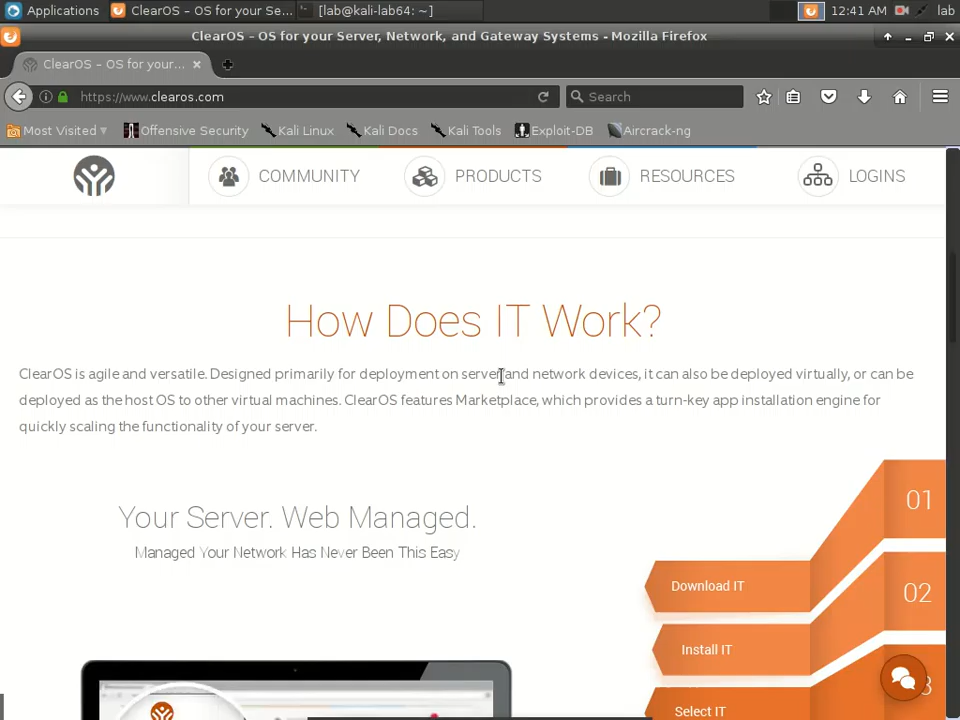 Applications ClearOS – OS for your Se... [lab@kali-lab64: ~] 12:41 AM lab
ClearOS – OS for your Server, Network, and Gateway Systems - Mozilla Firefox
ClearOS – OS for your...
https://www.clearos.com Search
Most Visited Offensive Security Kali Linux Kali Docs Kali Tools Exploit-DB Aircrack-ng
COMMUNITY PRODUCTS RESOURCES LOGINS
How Does IT Work?
ClearOS is agile and versatile. Designed primarily for deployment on server and network devices, it can also be deployed virtually, or can be
deployed as the host OS to other virtual machines. ClearOS features Marketplace, which provides a turn-key app installation engine for
quickly scaling the functionality of your server.
01
Your Server. Web Managed.
Managed Your Network Has Never Been This Easy
Download IT
02
Install IT
3
Select IT